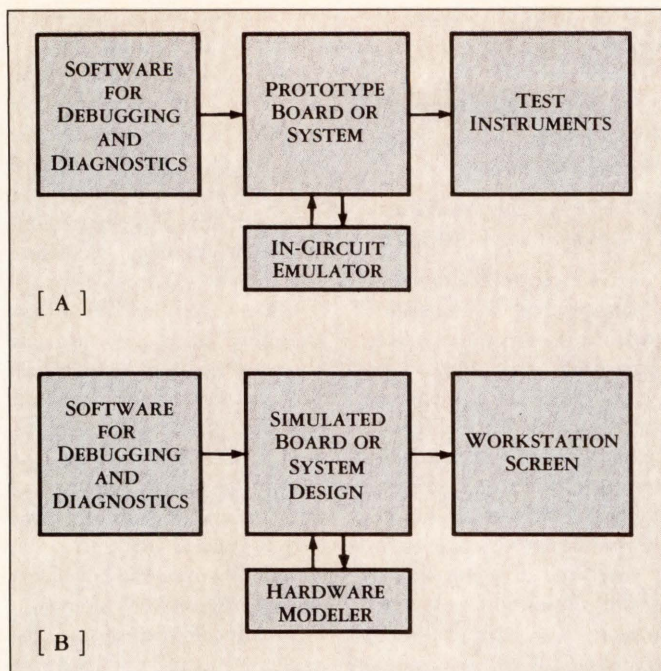 SOFTWARE
FOR
DEBUGGING
AND
DIAGNOSTICS
PROTOTYPE
BOARD OR
SYSTEM
TEST
INSTRUMENTS
IN-CIRCUIT
EMULATOR
[ A ]
SOFTWARE
FOR
DEBUGGING
AND
DIAGNOSTICS
SIMULATED
BOARD OR
SYSTEM
DESIGN
WORKSTATION
SCREEN
HARDWARE
MODELER
[ B ]